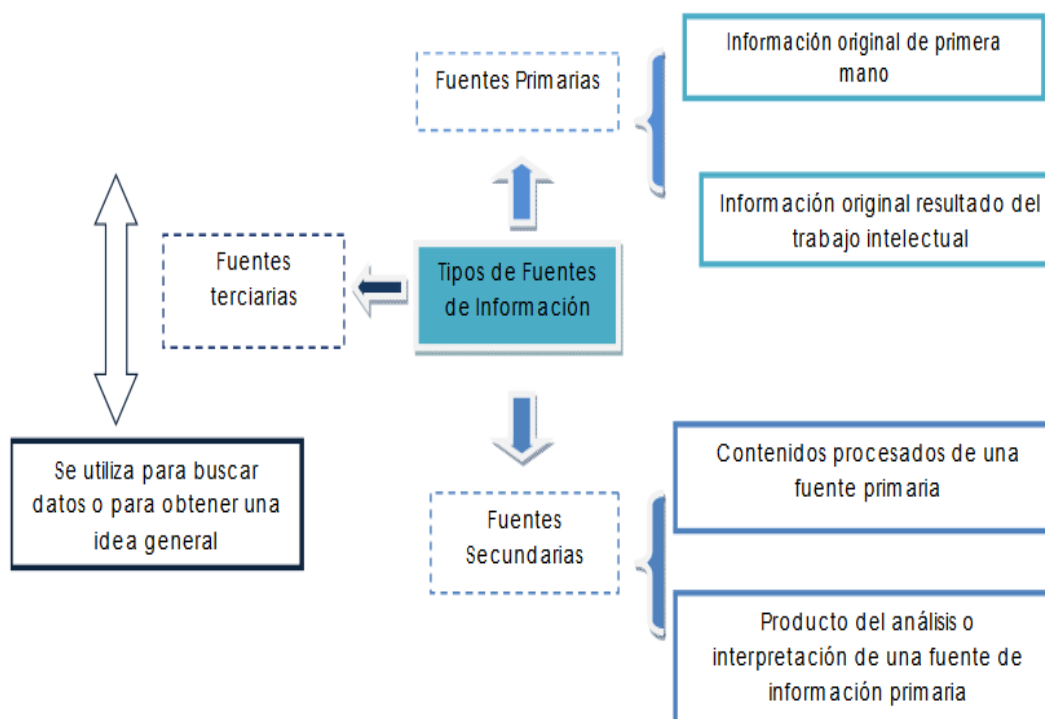 Información original de primera
mano
Fuentes Primarias
Información original resultado del
trabajo intelectual
Fuentes
terciarias
Tipos de Fuentes
de Información
Se utiliza para buscar
datos o para obtener una
idea general
Fuentes
Secundarias
Contenidos procesados de una
fuente primaria
Producto del análisis o
interpretación de una fuente de
información primaria